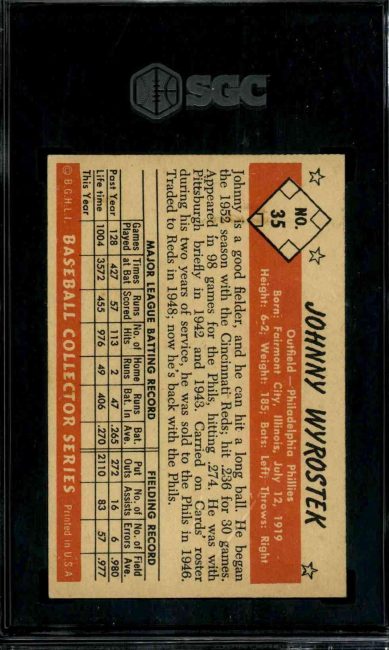 SGC
NO.
35
JOHNNY WYROSTEK
Outfield—Philadelphia Phillies
Born: Fairmont City, Illinois, July 12, 1919
Height: 6-2; Weight: 185; Bats: Left; Throws: Right
Johnny is a good fielder, and he can hit a long ball. He began
the 1952 season with the Cincinnati Reds, hit .236 for 30 games.
Appeared in 98 games for the Phils, hitting .274. He was with
Pittsburgh briefly in 1942 and 1943. Carried on Cards' roster
during his two years of service, he was sold to the Phils in 1946.
Traded to Reds in 1948; now he's back with the Phils.
MAJOR LEAGUE BATTING RECORD FIELDING RECORD
Games Times Runs No. of Home Runs Bat. Put No. of No. of Field
Played at Bat Scored Hits Runs Bat. In Ave. Outs Assists Errors Ave.
Past Year 128 427 57 113 2 47 .265 272 16 6 .980
Life time 1004 3572 455 976 49 406 .270 2110 83 57 .977
This Year
© B.G.H.L.I. BASEBALL COLLECTOR SERIES Printed in U.S.A